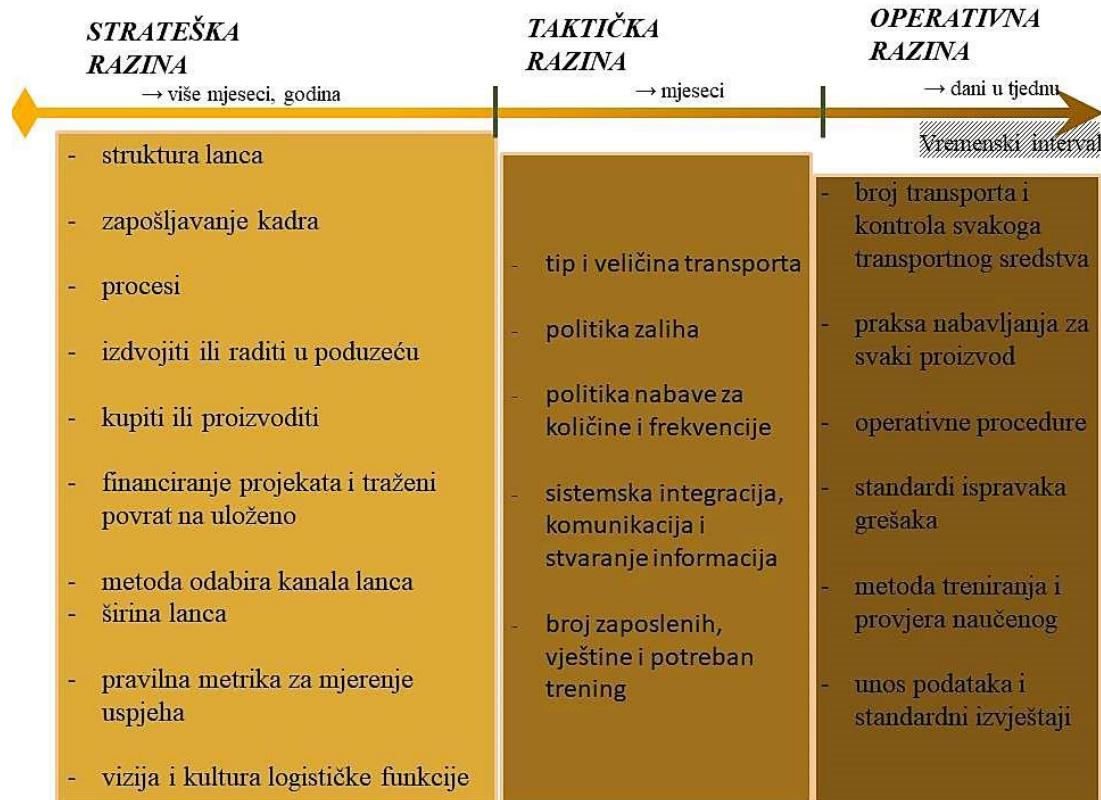 STRATEŠKA
RAZINA
→ više mjeseci, godina
TAKTIČKA
RAZINA
→ mjeseci
OPERATIVNA
RAZINA
→ dani u tjednu
Vremenski interval
- struktura lanca
- zapošljavanje kadra
- procesi
- izdvojiti ili raditi u poduzeću
- kupiti ili proizvoditi
- financiranje projekata i traženi
povrat na uloženo
- metoda odabira kanala lanca
- širina lanca
- pravilna metrika za mjerenje
uspjeha
- vizija i kultura logističke funkcije
- tip i veličina transporta
- politika zaliha
- politika nabave za
količine i frekvencije
- sistemska integracija,
komunikacija i
stvaranje informacija
- broj zaposlenih,
vještine i potreban
trening
- broj transporta i
kontrola svakoga
transportnog sredstva
- praksa nabavljanja za
svaki proizvod
- operativne procedure
- standardi ispravaka
grešaka
- metoda treniranja i
provjera naučenog
- unos podataka i
standardni izvještaji